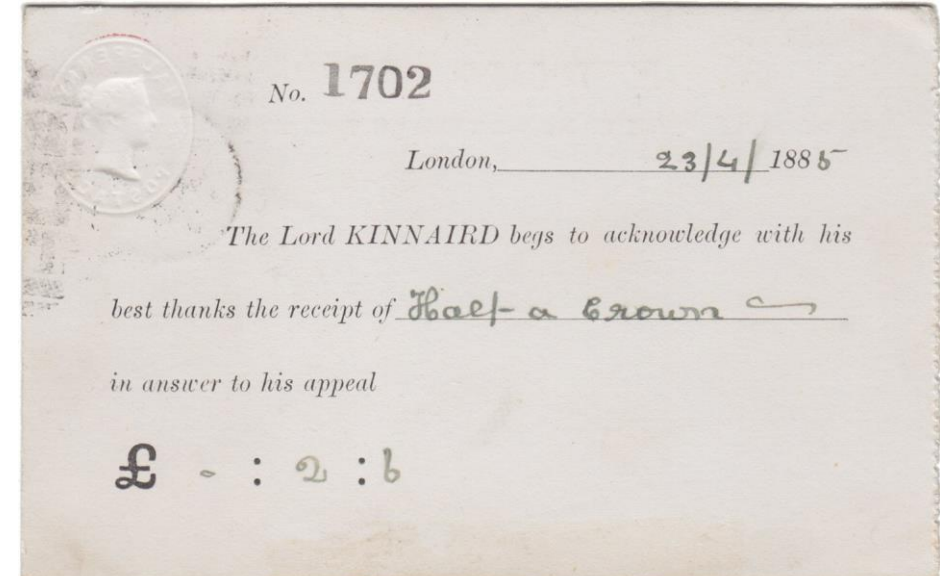 No. 1702
London, 23/4/1885
The Lord KINNAIRD begs to acknowledge with his
best thanks the receipt of Half a Crown
in answer to his appeal
£ - : 2 : 6